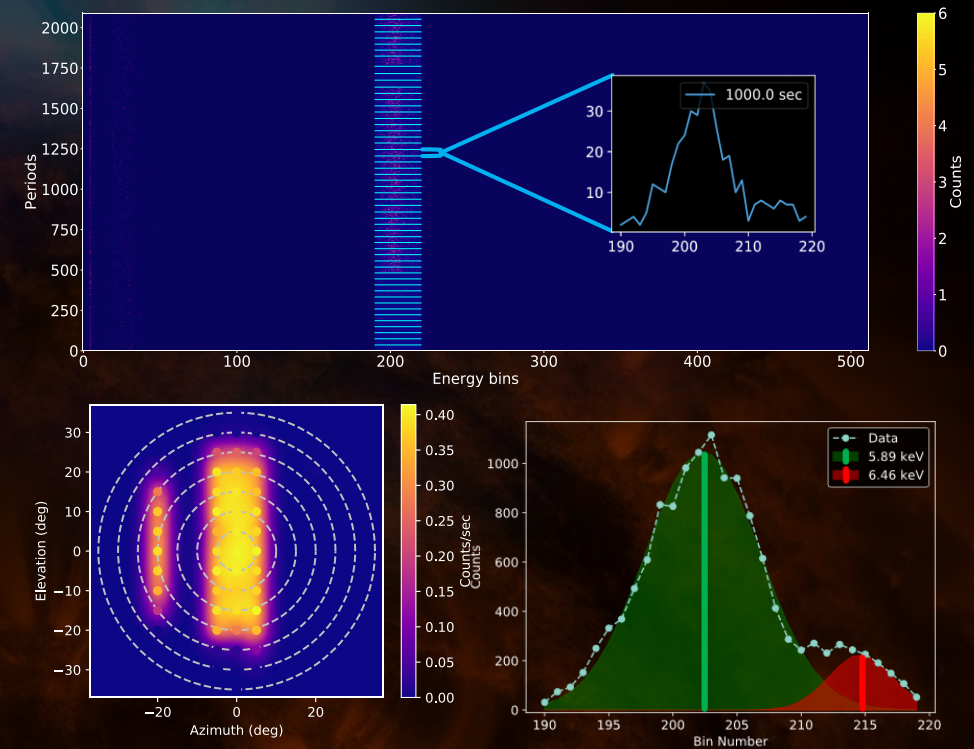 2000
1750
1500
1250
1000
750
500
250
0
Periods
0 100 200 300 400 500
Energy bins
1000.0 sec
30
20
10
190 200 210 220
6
5
4
3
2
1
0
Counts
30
20
10
0
−10
−20
−30
Elevation (deg)
−20 0 20
Azimuth (deg)
0.40
0.35
0.30
0.25
0.20
0.15
0.10
0.05
0.00
Counts/sec
Counts
1000
800
600
400
200
0
Data
5.89 keV
6.46 keV
190 195 200 205 210 215 220
Bin Number